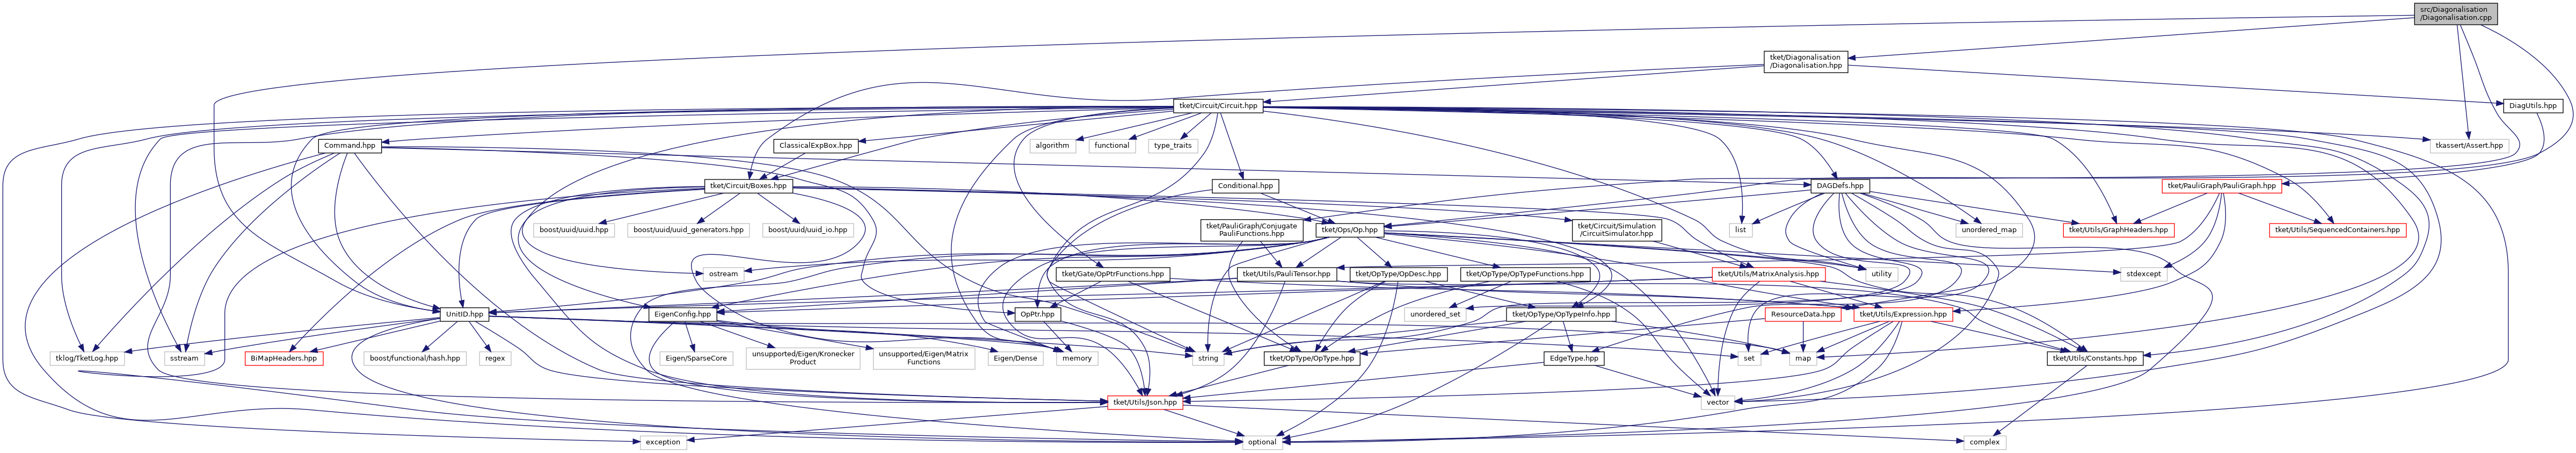 src/Diagonalisation
/Diagonalisation.cpp
tket/Diagonalisation
/Diagonalisation.hpp
tket/Circuit/Circuit.hpp
DiagUtils.hpp
Command.hpp
ClassicalExpBox.hpp
algorithm
functional
type_traits
tkassert/Assert.hpp
tket/Circuit/Boxes.hpp
Conditional.hpp
DAGDefs.hpp
tket/PauliGraph/PauliGraph.hpp
boost/uuid/uuid.hpp
boost/uuid/uuid_generators.hpp
boost/uuid/uuid_io.hpp
tket/PauliGraph/Conjugate
PauliFunctions.hpp
tket/Ops/Op.hpp
tket/Circuit/Simulation
/CircuitSimulator.hpp
list
unordered_map
tket/Utils/GraphHeaders.hpp
tket/Utils/SequencedContainers.hpp
ostream
tket/Gate/OpPtrFunctions.hpp
tket/Utils/PauliTensor.hpp
tket/OpType/OpDesc.hpp
tket/OpType/OpTypeFunctions.hpp
tket/Utils/MatrixAnalysis.hpp
utility
stdexcept
UnitID.hpp
EigenConfig.hpp
OpPtr.hpp
unordered_set
tket/OpType/OpTypeInfo.hpp
ResourceData.hpp
tket/Utils/Expression.hpp
tklog/TketLog.hpp
sstream
BiMapHeaders.hpp
boost/functional/hash.hpp
regex
Eigen/SparseCore
unsupported/Eigen/Kronecker
Product
unsupported/Eigen/Matrix
Functions
Eigen/Dense
memory
string
tket/OpType/OpType.hpp
EdgeType.hpp
set
map
tket/Utils/Constants.hpp
tket/Utils/Json.hpp
vector
exception
optional
complex